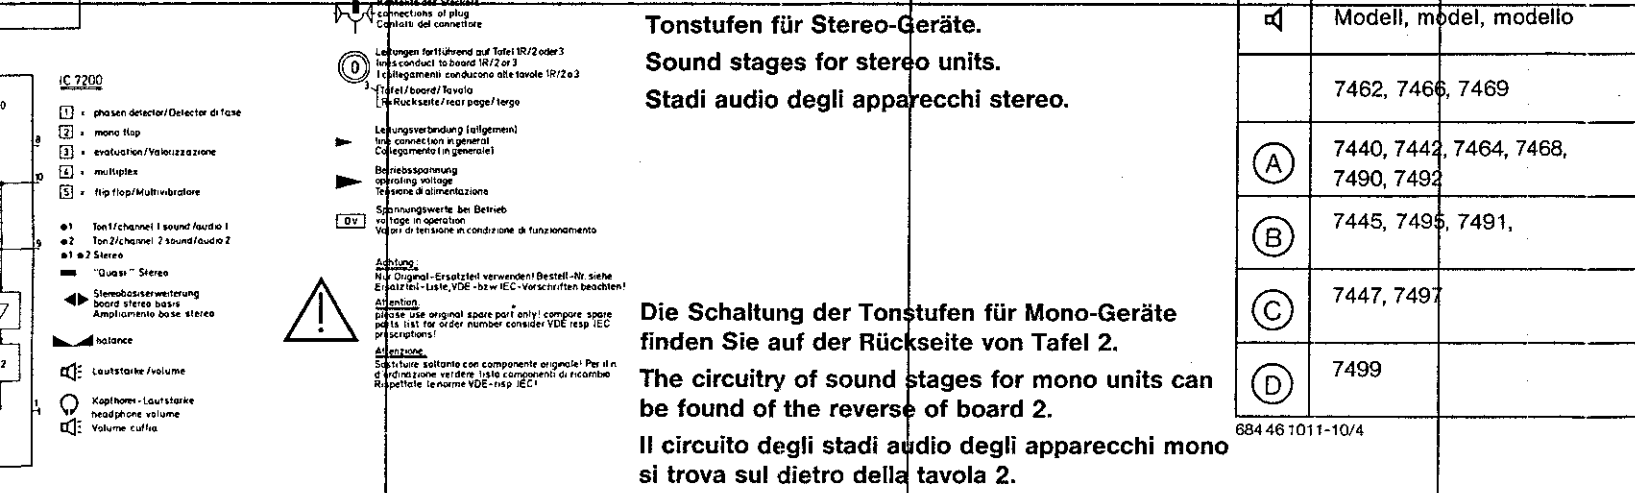 IC 7200
1 = phasen detector/Detector di fase
2 = mono flop
3 = evatuation/Valorizzazione
4 = multiplex
5 = flip flop/Multivibratore
●1 Ton1/channel 1 sound/audio 1
●2 Ton2/channel 2 sound/audio 2
●1 ●2 Stereo
"Quasi" Stereo
Stereobasiserweiterung
board stereo basis
Ampliamento base stereo
balance
Lautstärke/volume
Kopfhörer-Lautstärke
headphone volume
Volume cuffia
8
10
9
connections of plug
Contatti del connettore
0
Leitungen fortführend auf Tafel 1R/2 oder 3
lines conduct to board 1R/2 or 3
I collegamenti conducono alle tavole 1R/2 o 3
Tafel/board/Tavola
R=Rückseite/rear page/tergo
Leitungsverbindung (allgemein)
line connection in general
Collegamento (in generale)
Betriebsspannung
operating voltage
Tensione di alimentazione
0V
Spannungswerte bei Betrieb
voltage in operation
Valori di tensione in condizione di funzionamento
Achtung:
Nur Original-Ersatzteil verwenden! Bestell-Nr. siehe
Ersatzteil-Liste, VDE-bzw IEC-Vorschriften beachten!
Attention:
please use original spare part only! compare spare
parts list for order number consider VDE resp IEC
prescriptions!
Attenzione:
Sostituire soltanto con componente originale! Per il n
d'ordinazione verdere lista componenti di ricambio
Rispettate le norme VDE-risp IEC!
Tonstufen für Stereo-Geräte.
Sound stages for stereo units.
Stadi audio degli apparecchi stereo.
Die Schaltung der Tonstufen für Mono-Geräte
finden Sie auf der Rückseite von Tafel 2.
The circuitry of sound stages for mono units can
be found of the reverse of board 2.
Il circuito degli stadi audio degli apparecchi mono
si trova sul dietro della tavola 2.
Modell, model, modello
7462, 7466, 7469
A 7440, 7442, 7464, 7468,
7490, 7492
B 7445, 7495, 7491,
C 7447, 7497
D 7499
684 46 1011-10/4